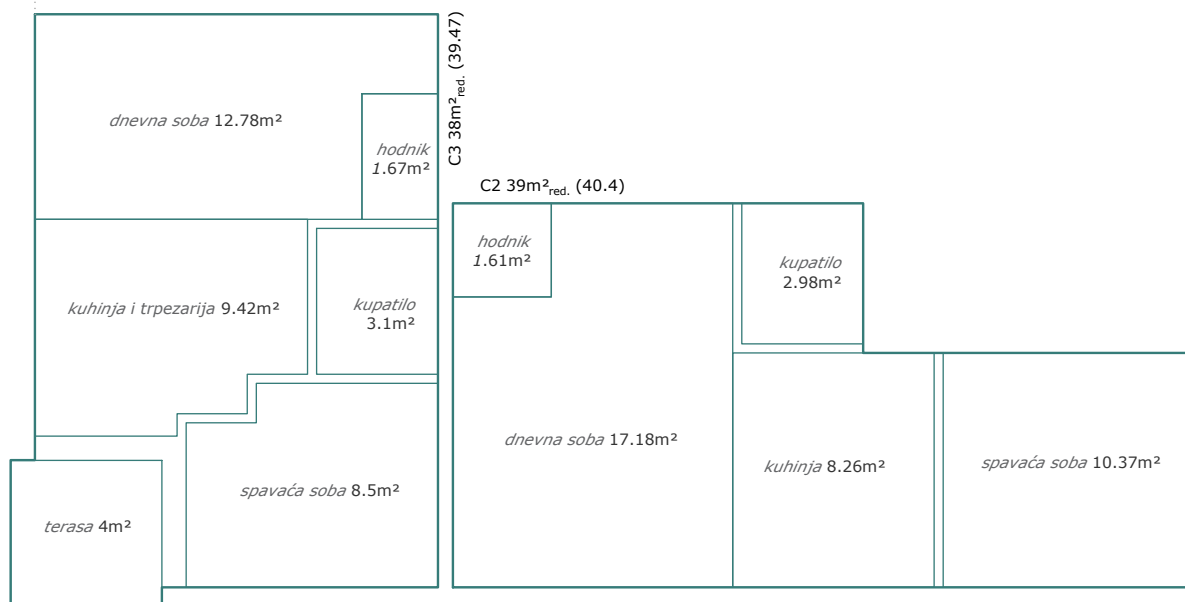 dnevna soba 12.78m²
hodnik
1.67m²
C3 38m²red. (39.47)
kuhinja i trpezarija 9.42m²
kupatilo
3.1m²
spavaća soba 8.5m²
terasa 4m²
C2 39m²red. (40.4)
hodnik
1.61m²
kupatilo
2.98m²
dnevna soba 17.18m²
kuhinja 8.26m²
spavaća soba 10.37m²